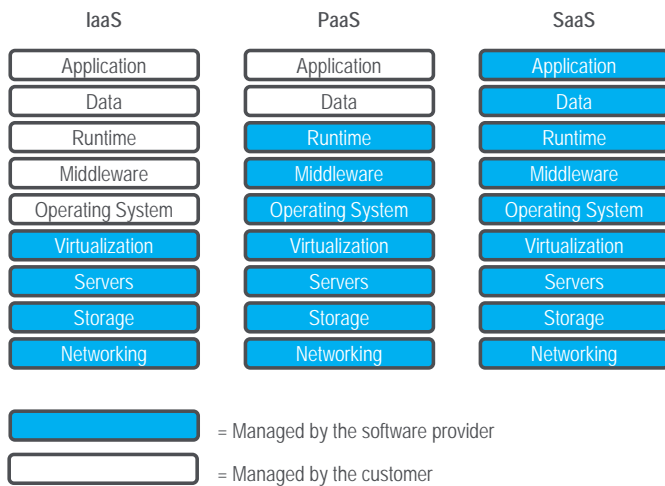 IaaS PaaS SaaS
Application Application Application
Data Data Data
Runtime Runtime Runtime
Middleware Middleware Middleware
Operating System Operating System Operating System
Virtualization Virtualization Virtualization
Servers Servers Servers
Storage Storage Storage
Networking Networking Networking
= Managed by the software provider
= Managed by the customer